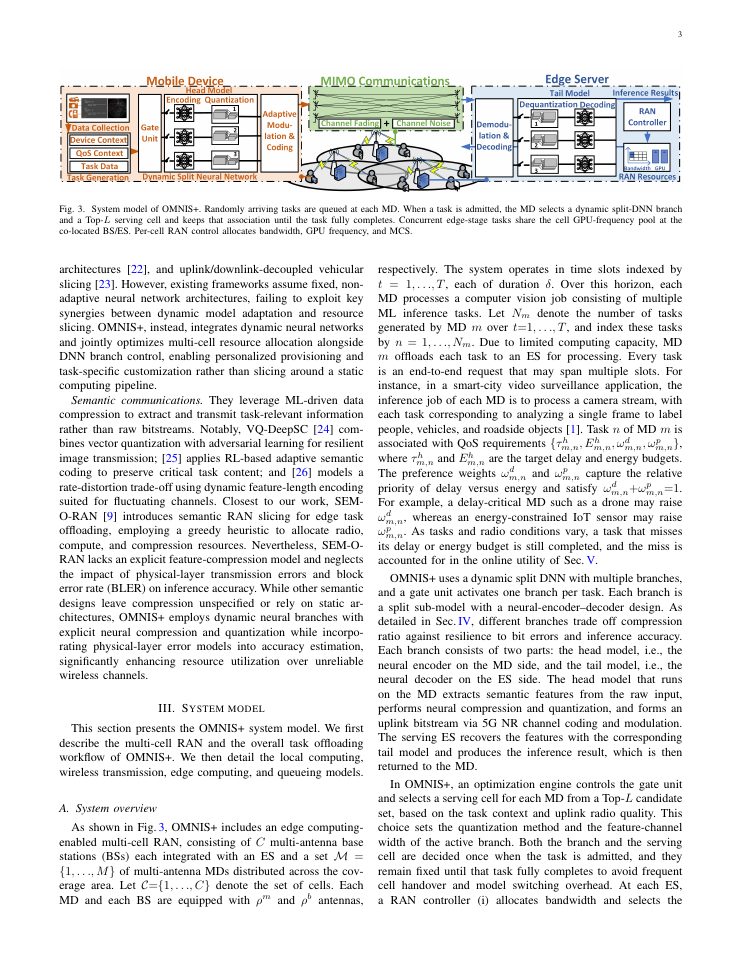 3
Mobile Device
MIMO Communications
Edge Server
Head Model
Encoding Quantization
Tail Model
Dequantization Decoding
Inference Results
Data Collection
Device Context
QoS Context
Task Data
Task Generation
Gate
Unit
1
2
3
Dynamic Split Neural Network
Adaptive
Modu-
lation &
Coding
Channel Fading + Channel Noise
Demodu-
lation &
Decoding
1
2
3
RAN
Controller
Bandwidth GPU
RAN Resources
Fig. 3. System model of OMNIS+. Randomly arriving tasks are queued at each MD. When a task is admitted, the MD selects a dynamic split-DNN branch
and a Top-L serving cell and keeps that association until the task fully completes. Concurrent edge-stage tasks share the cell GPU-frequency pool at the
co-located BS/ES. Per-cell RAN control allocates bandwidth, GPU frequency, and MCS.
architectures [22], and uplink/downlink-decoupled vehicular
slicing [23]. However, existing frameworks assume fixed, non-
adaptive neural network architectures, failing to exploit key
synergies between dynamic model adaptation and resource
slicing. OMNIS+, instead, integrates dynamic neural networks
and jointly optimizes multi-cell resource allocation alongside
DNN branch control, enabling personalized provisioning and
task-specific customization rather than slicing around a static
computing pipeline.
Semantic communications. They leverage ML-driven data
compression to extract and transmit task-relevant information
rather than raw bitstreams. Notably, VQ-DeepSC [24] com-
bines vector quantization with adversarial learning for resilient
image transmission; [25] applies RL-based adaptive semantic
coding to preserve critical task content; and [26] models a
rate-distortion trade-off using dynamic feature-length encoding
suited for fluctuating channels. Closest to our work, SEM-
O-RAN [9] introduces semantic RAN slicing for edge task
offloading, employing a greedy heuristic to allocate radio,
compute, and compression resources. Nevertheless, SEM-O-
RAN lacks an explicit feature-compression model and neglects
the impact of physical-layer transmission errors and block
error rate (BLER) on inference accuracy. While other semantic
designs leave compression unspecified or rely on static ar-
chitectures, OMNIS+ employs dynamic neural branches with
explicit neural compression and quantization while incorpo-
rating physical-layer error models into accuracy estimation,
significantly enhancing resource utilization over unreliable
wireless channels.
III. SYSTEM MODEL
This section presents the OMNIS+ system model. We first
describe the multi-cell RAN and the overall task offloading
workflow of OMNIS+. We then detail the local computing,
wireless transmission, edge computing, and queueing models.
A. System overview
As shown in Fig. 3, OMNIS+ includes an edge computing-
enabled multi-cell RAN, consisting of C multi-antenna base
stations (BSs) each integrated with an ES and a set M =
{1, . . . , M} of multi-antenna MDs distributed across the cov-
erage area. Let C={1, . . . , C} denote the set of cells. Each
MD and each BS are equipped with ρ^m and ρ^b antennas,
respectively. The system operates in time slots indexed by
t = 1, . . . , T, each of duration δ. Over this horizon, each
MD processes a computer vision job consisting of multiple
ML inference tasks. Let N_m denote the number of tasks
generated by MD m over t=1, . . . , T, and index these tasks
by n = 1, . . . , N_m. Due to limited computing capacity, MD
m offloads each task to an ES for processing. Every task
is an end-to-end request that may span multiple slots. For
instance, in a smart-city video surveillance application, the
inference job of each MD is to process a camera stream, with
each task corresponding to analyzing a single frame to label
people, vehicles, and roadside objects [1]. Task n of MD m is
associated with QoS requirements {τ^h_{m,n}, E^h_{m,n}, ω^d_{m,n}, ω^p_{m,n}},
where τ^h_{m,n} and E^h_{m,n} are the target delay and energy budgets.
The preference weights ω^d_{m,n} and ω^p_{m,n} capture the relative
priority of delay versus energy and satisfy ω^d_{m,n}+ω^p_{m,n}=1.
For example, a delay-critical MD such as a drone may raise
ω^d_{m,n}, whereas an energy-constrained IoT sensor may raise
ω^p_{m,n}. As tasks and radio conditions vary, a task that misses
its delay or energy budget is still completed, and the miss is
accounted for in the online utility of Sec. V.
OMNIS+ uses a dynamic split DNN with multiple branches,
and a gate unit activates one branch per task. Each branch is
a split sub-model with a neural-encoder–decoder design. As
detailed in Sec. IV, different branches trade off compression
ratio against resilience to bit errors and inference accuracy.
Each branch consists of two parts: the head model, i.e., the
neural encoder on the MD side, and the tail model, i.e., the
neural decoder on the ES side. The head model that runs
on the MD extracts semantic features from the raw input,
performs neural compression and quantization, and forms an
uplink bitstream via 5G NR channel coding and modulation.
The serving ES recovers the features with the corresponding
tail model and produces the inference result, which is then
returned to the MD.
In OMNIS+, an optimization engine controls the gate unit
and selects a serving cell for each MD from a Top-L candidate
set, based on the task context and uplink radio quality. This
choice sets the quantization method and the feature-channel
width of the active branch. Both the branch and the serving
cell are decided once when the task is admitted, and they
remain fixed until that task fully completes to avoid frequent
cell handover and model switching overhead. At each ES,
a RAN controller (i) allocates bandwidth and selects the